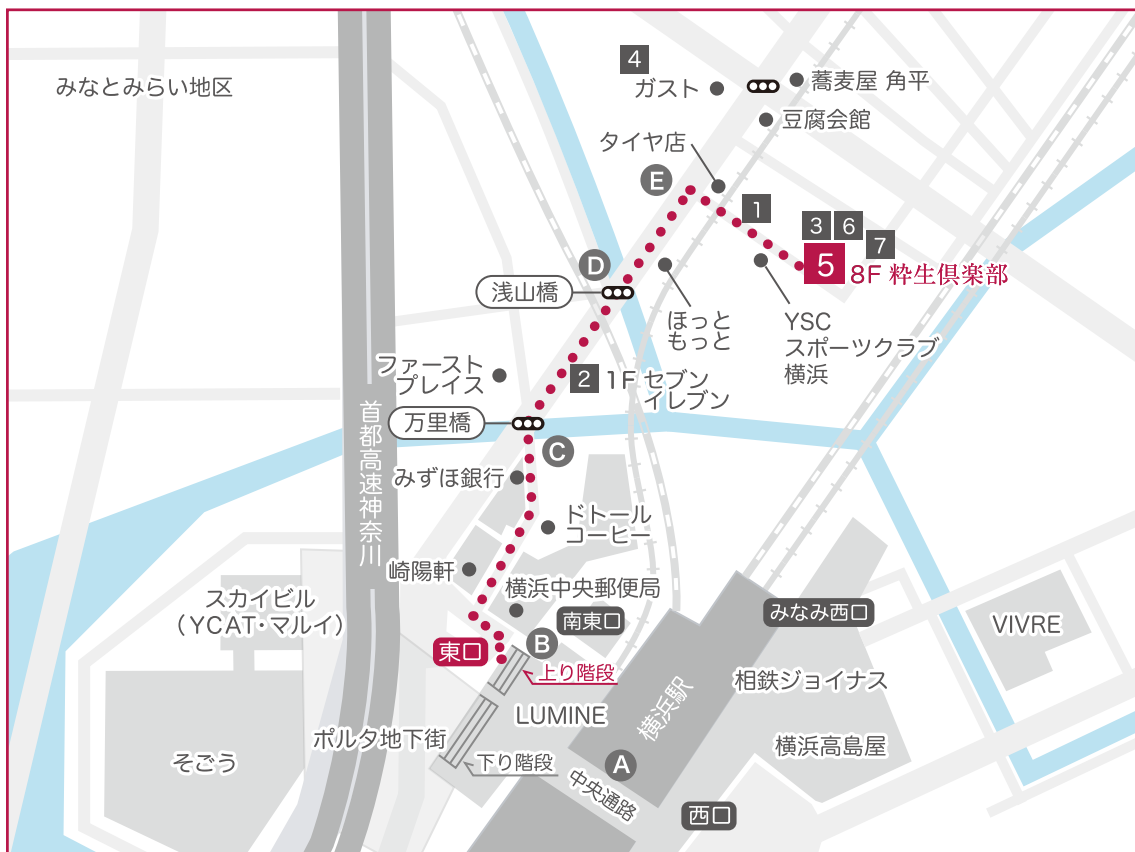 みなとみらい地区
4
ガスト
蕎麦屋 角平
豆腐会館
タイヤ店
E
1
3
6
7
5
8F 粋生倶楽部
D
浅山橋
ほっと
もっと
YSC
スポーツクラブ
横浜
ファースト
プレイス
2
1F セブン
イレブン
万里橋
首都高速神奈川
C
みずほ銀行
ドトール
コーヒー
崎陽軒
横浜中央郵便局
スカイビル
（YCAT・マルイ）
南東口
みなみ西口
VIVRE
東口
B
上り階段
相鉄ジョイナス
横浜駅
LUMINE
ポルタ地下街
横浜高島屋
そごう
下り階段
A
中央通路
西口